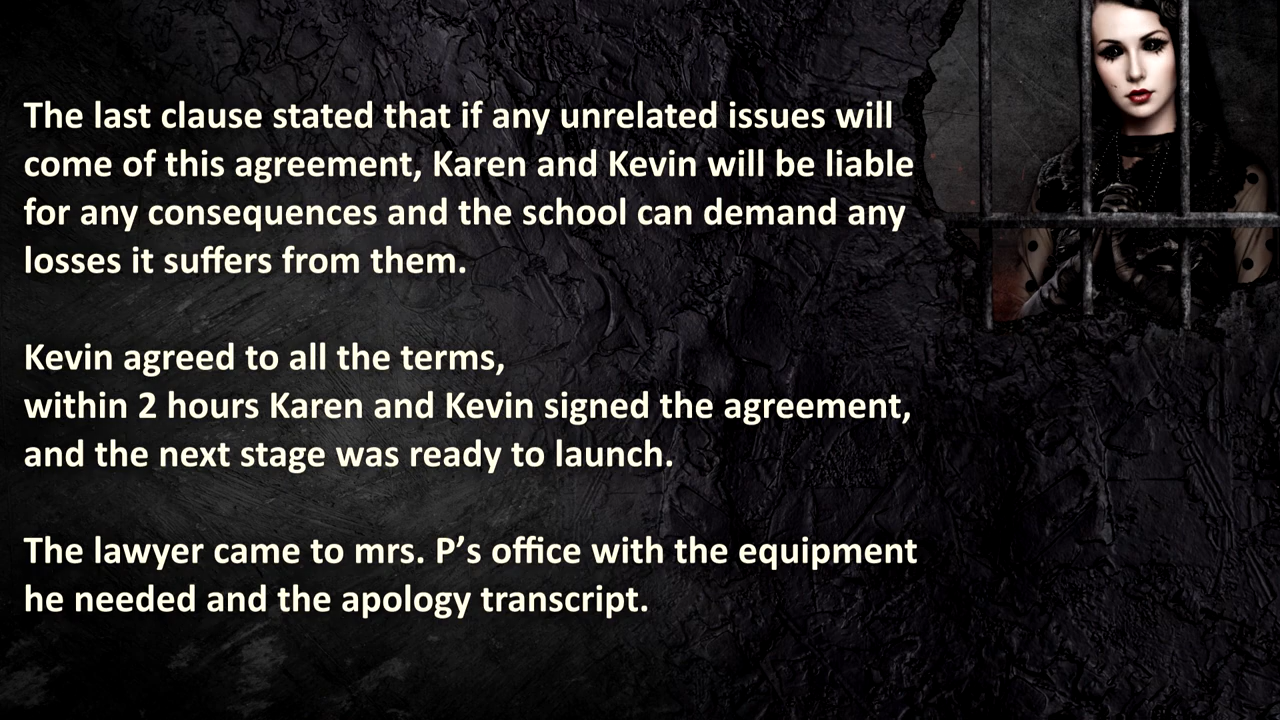 The last clause stated that if any unrelated issues will
come of this agreement, Karen and Kevin will be liable
for any consequences and the school can demand any
losses it suffers from them.
Kevin agreed to all the terms,
within 2 hours Karen and Kevin signed the agreement,
and the next stage was ready to launch.
The lawyer came to mrs. P’s office with the equipment
he needed and the apology transcript.